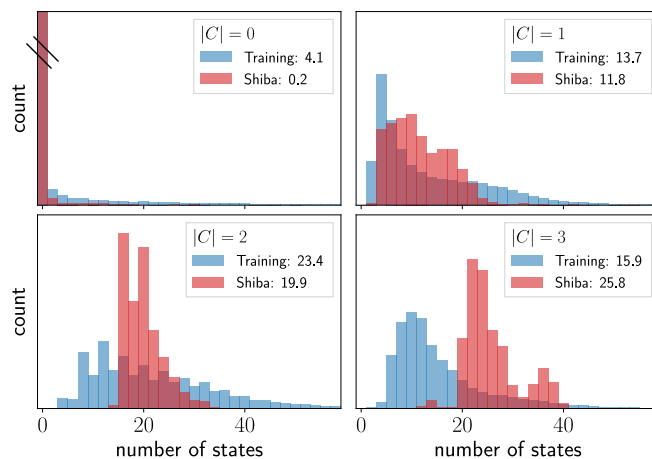 |C| = 0
Training: 4.1
Shiba: 0.2
count
|C| = 1
Training: 13.7
Shiba: 11.8
|C| = 2
Training: 23.4
Shiba: 19.9
count
0 20 40
number of states
|C| = 3
Training: 15.9
Shiba: 25.8
0 20 40
number of states